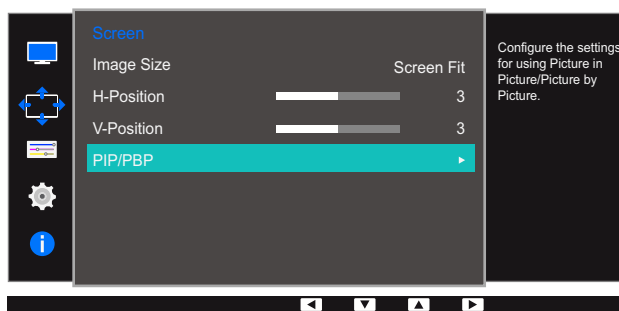 Screen
Image Size Screen Fit
H-Position 3
V-Position 3
PIP/PBP
Configure the settings
for using Picture in
Picture/Picture by
Picture.